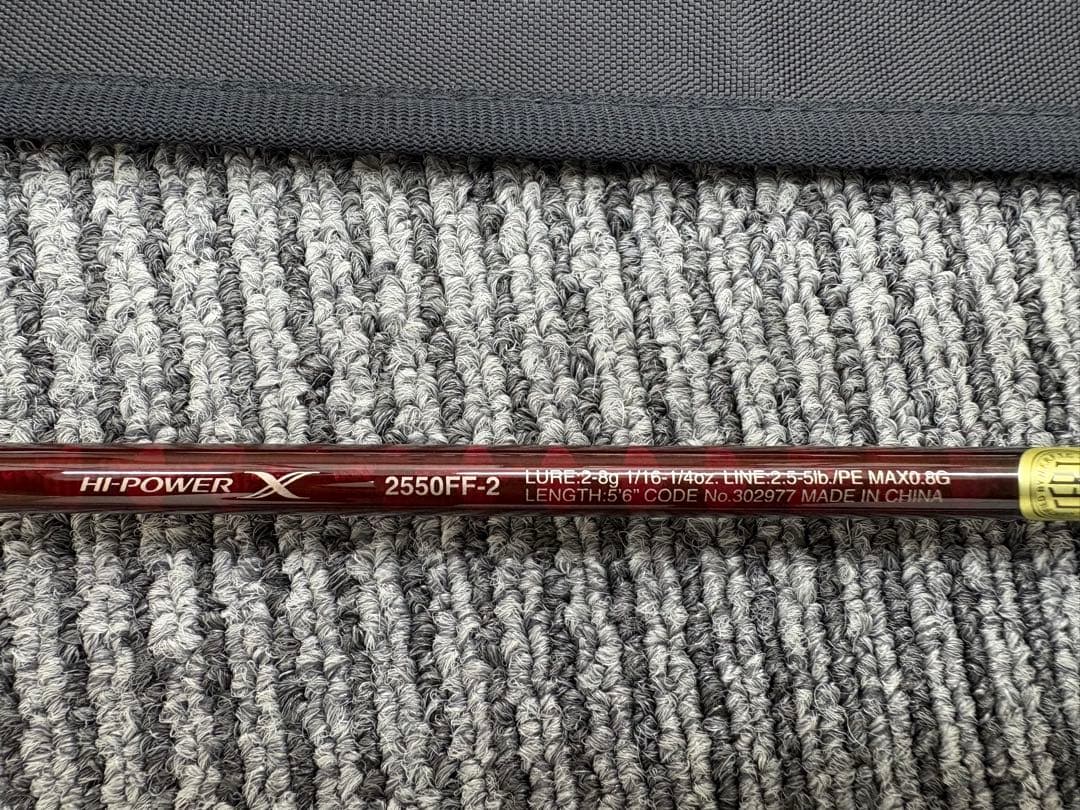 HI-POWER X 2550FF-2 LURE:2-8g 1/16-1/4oz. LINE:2.5-5lb./PE MAX0.8G
LENGTH:5'6" CODE No.302977 MADE IN CHINA